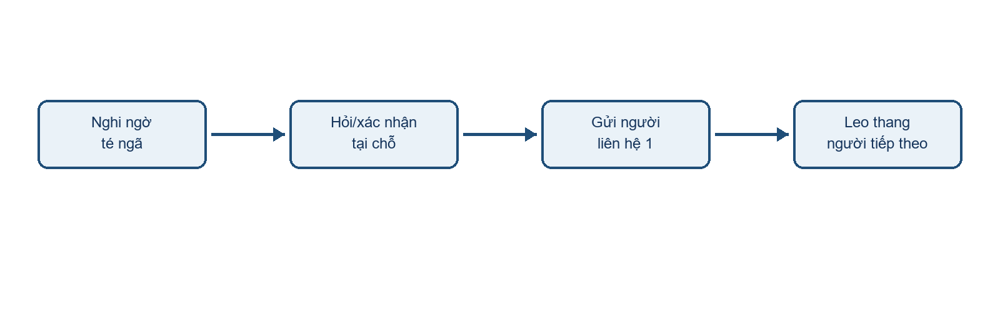 Nghi ngờ
té ngã
Hỏi/xác nhận
tại chỗ
Gửi người
liên hệ 1
Leo thang
người tiếp theo